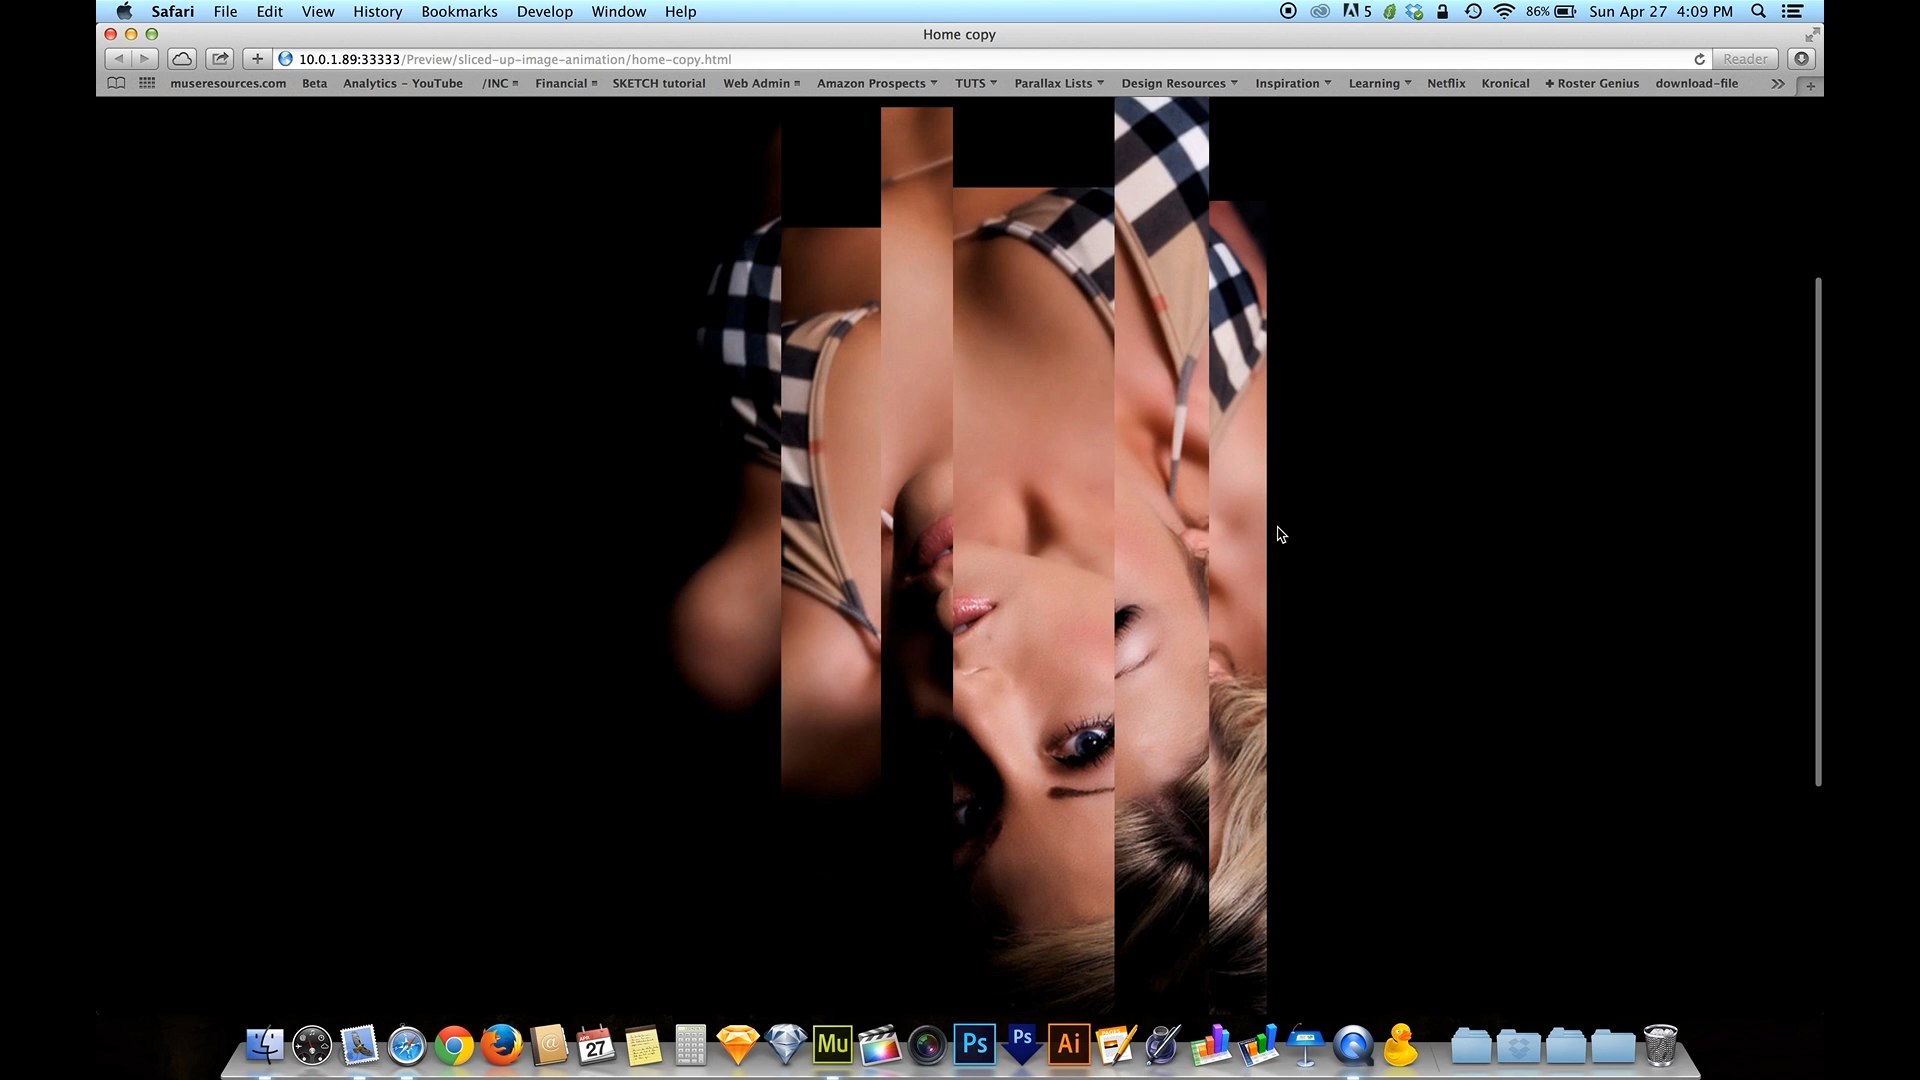 Safari File Edit View History Bookmarks Develop Window Help 5 86% Sun Apr 27 4:09 PM
Home copy
10.0.1.89:33333/Preview/sliced-up-image-animation/home-copy.html Reader
museresources.com Beta Analytics – YouTube /INC Financial SKETCH tutorial Web Admin Amazon Prospects TUTS Parallax Lists Design Resources Inspiration Learning Netflix Kronical + Roster Genius download-file
27 Mu Ps Ps Ai